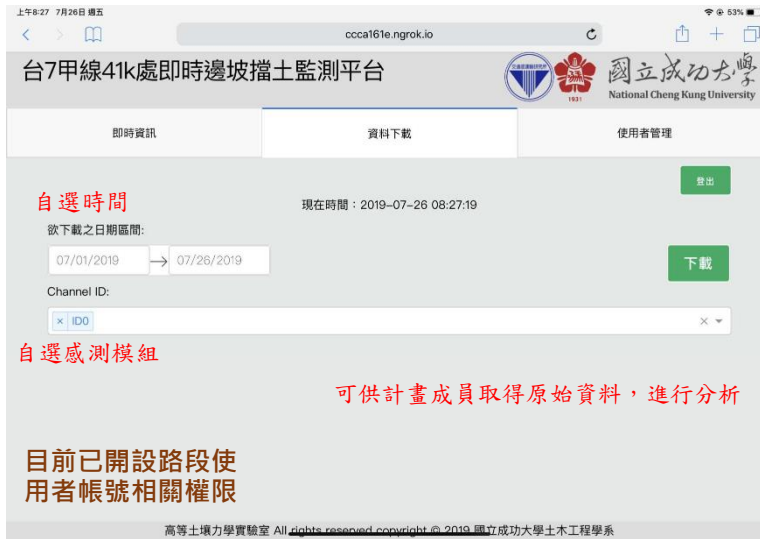 上午8:27 7月26日 週五
53%
ccca161e.ngrok.io
台7甲線41k處即時邊坡擋土監測平台
1931
國立成功大學
National Cheng Kung University
即時資訊
資料下載
使用者管理
登出
自選時間
現在時間：2019-07-26 08:27:19
欲下載之日期區間:
07/01/2019 → 07/26/2019
下載
Channel ID:
× ID0
自選感測模組
可供計畫成員取得原始資料，進行分析
目前已開設路段使
用者帳號相關權限
高等土壤力學實驗室 All rights reserved copyright © 2019 國立成功大學土木工程學系